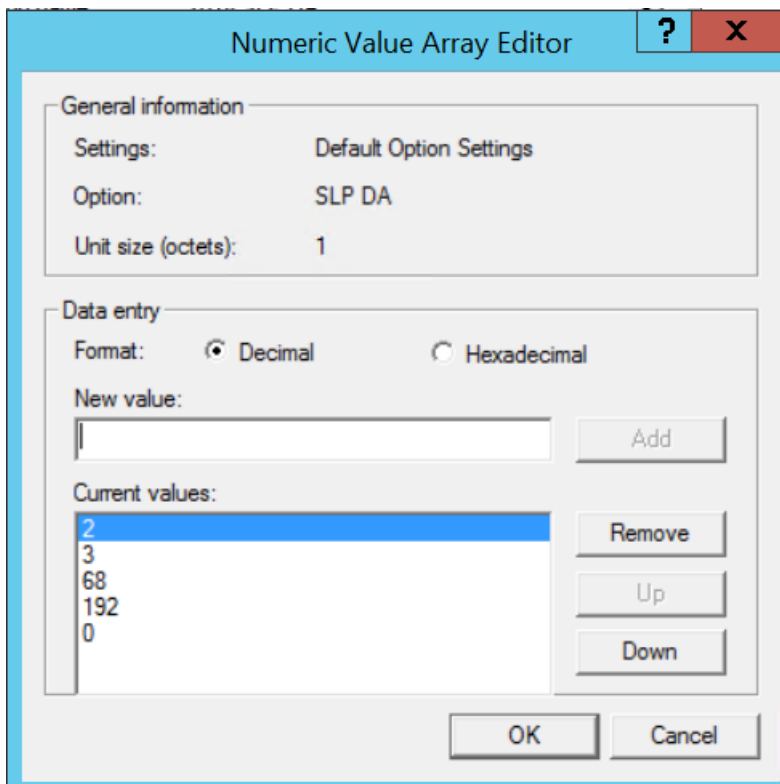 Numeric Value Array Editor
?
X
General information
Settings: Default Option Settings
Option: SLP DA
Unit size (octets): 1
Data entry
Format: Decimal Hexadecimal
New value:
Add
Current values:
2
3
68
192
0
Remove
Up
Down
OK Cancel